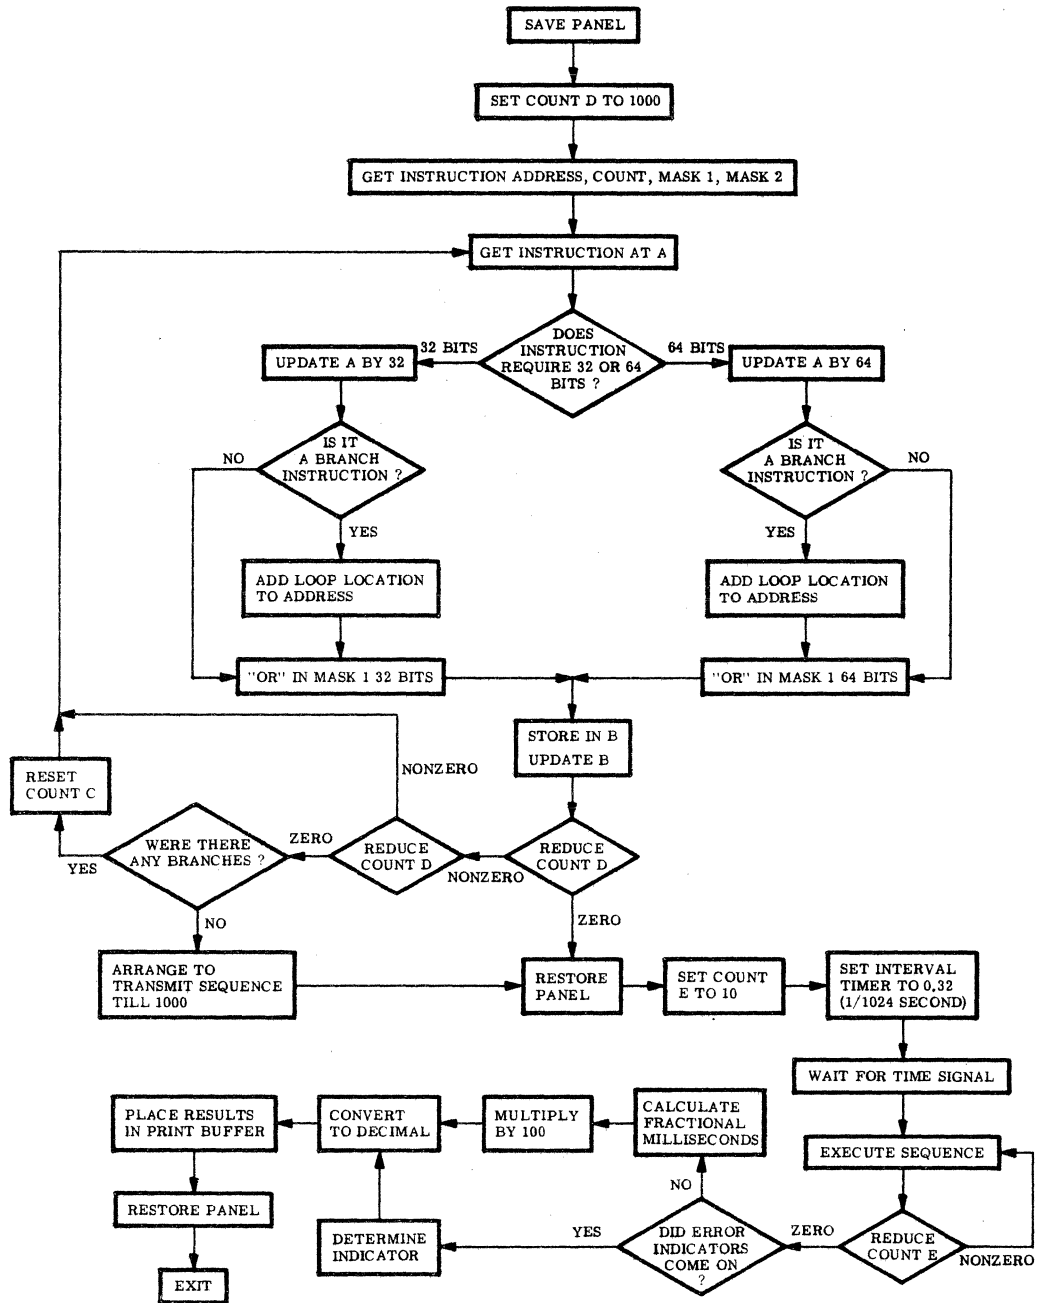 SAVE PANEL
SET COUNT D TO 1000
GET INSTRUCTION ADDRESS, COUNT, MASK 1, MASK 2
GET INSTRUCTION AT A
DOES
INSTRUCTION
REQUIRE 32 OR 64
BITS ?
32 BITS
64 BITS
UPDATE A BY 32
UPDATE A BY 64
IS IT
A BRANCH
INSTRUCTION ?
NO
YES
IS IT
A BRANCH
INSTRUCTION ?
NO
YES
ADD LOOP LOCATION
TO ADDRESS
ADD LOOP LOCATION
TO ADDRESS
"OR" IN MASK 1 32 BITS
"OR" IN MASK 1 64 BITS
STORE IN B
UPDATE B
NONZERO
RESET
COUNT C
WERE THERE
ANY BRANCHES ?
YES
NO
ZERO
REDUCE
COUNT D
NONZERO
REDUCE
COUNT D
ZERO
ARRANGE TO
TRANSMIT SEQUENCE
TILL 1000
RESTORE
PANEL
SET COUNT
E TO 10
SET INTERVAL
TIMER TO 0.32
(1/1024 SECOND)
WAIT FOR TIME SIGNAL
EXECUTE SEQUENCE
REDUCE
COUNT E
NONZERO
ZERO
DID ERROR
INDICATORS
COME ON
?
NO
YES
CALCULATE
FRACTIONAL
MILLISECONDS
MULTIPLY
BY 100
DETERMINE
INDICATOR
CONVERT
TO DECIMAL
PLACE RESULTS
IN PRINT BUFFER
RESTORE PANEL
EXIT